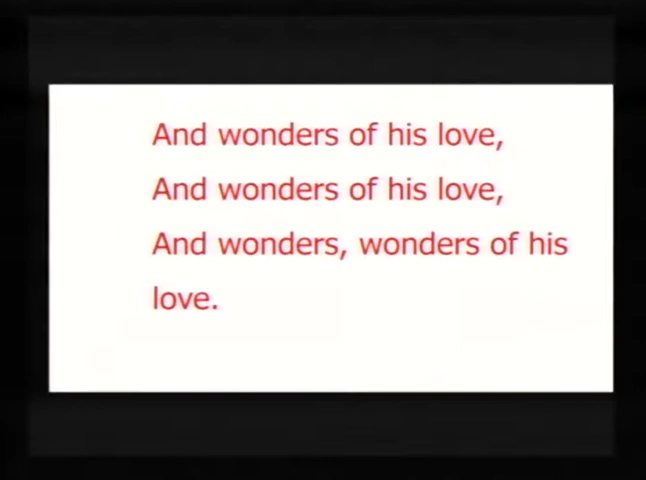 And wonders of his love,
And wonders of his love,
And wonders, wonders of his
love.